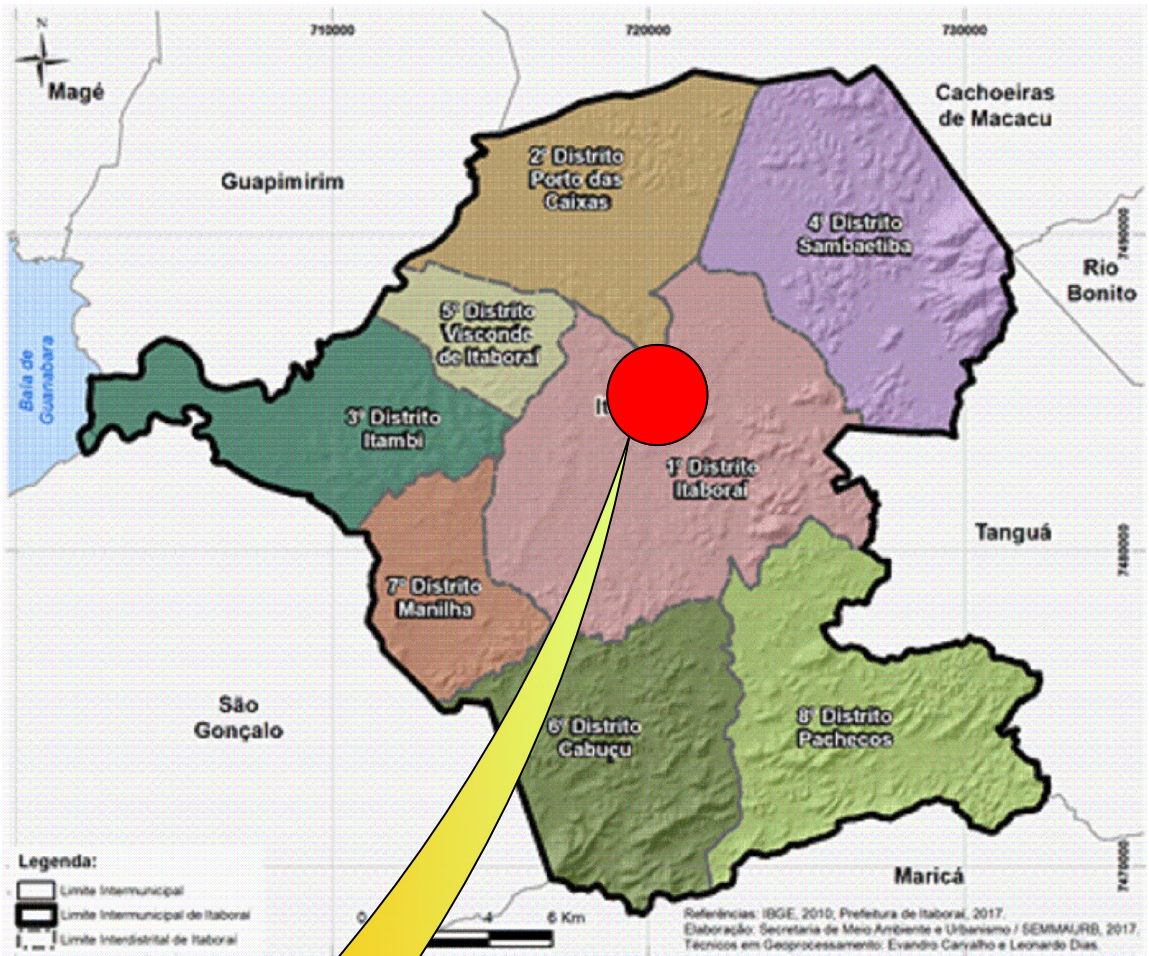 710000
720000
730000
N
Magé
Cachoeiras
de Macacu
Guapimirim
2º Distrito
Porto das
Caixas
4º Distrito
Sambaetiba
7490000
Rio
Bonito
5º Distrito
Visconde
de Itaboraí
Baía de
Guanabara
3º Distrito
Itambi
It
1º Distrito
Itaboraí
Tanguá
7480000
7º Distrito
Manilha
São
Gonçalo
6º Distrito
Cabuçu
8º Distrito
Pachecos
Maricá
7470000
Legenda:
Limite Intermunicipal
Limite Intermunicipal de Itaboraí
Limite Interdistrital de Itaboraí
0 4 6 Km
Referências: IBGE, 2010; Prefeitura de Itaboraí, 2017.
Elaboração: Secretaria de Meio Ambiente e Urbanismo / SEMMAURB, 2017.
Técnicos em Geoprocessamento: Evandro Carvalho e Leonardo Dias.